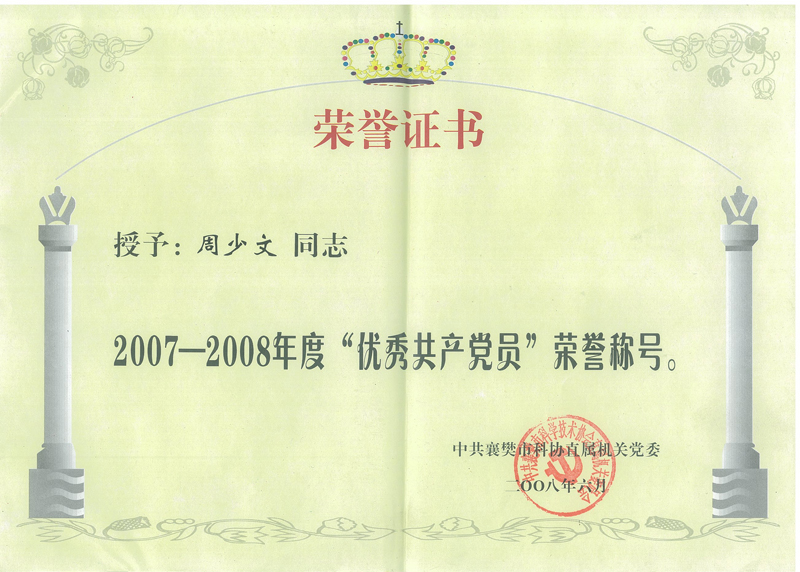 荣誉证书
授予：周少文 同志
2007—2008年度“优秀共产党员”荣誉称号。
中共襄樊市科协直属机关党委
二〇〇八年六月